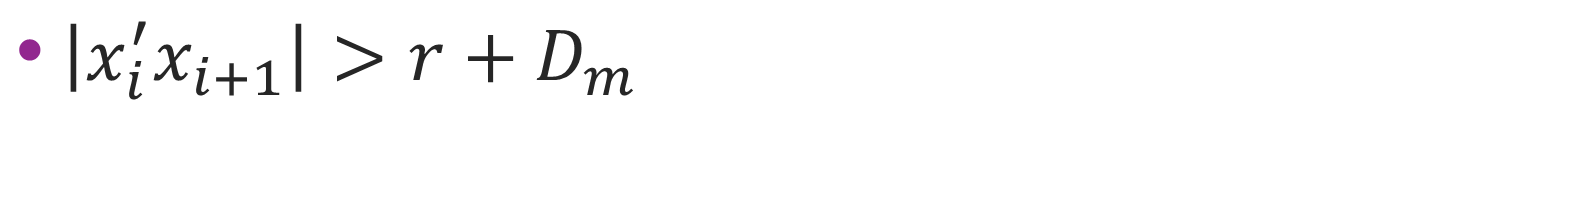 • |x′ᵢxᵢ₊₁| > r + Dₘ